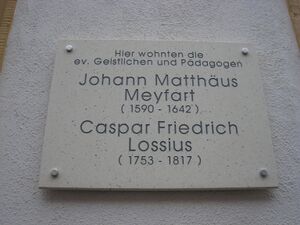 Hier wohnten die
ev. Geistlichen und Pädagogen
Johann Matthäus
Meyfart
( 1590 - 1642 )
Caspar Friedrich
Lossius
( 1753 - 1817 )